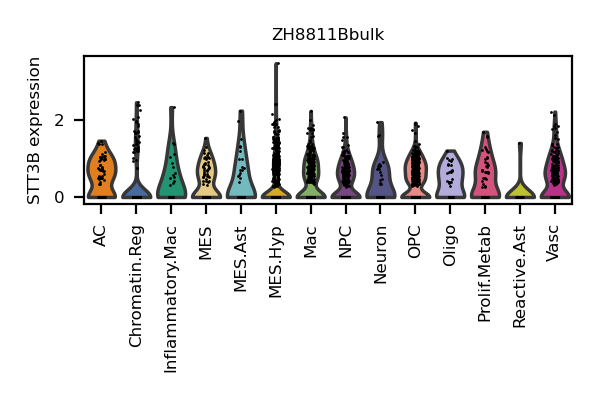 ZH8811Bbulk
STT3B expression
2
0
AC
Chromatin.Reg
Inflammatory.Mac
MES
MES.Ast
MES.Hyp
Mac
NPC
Neuron
OPC
Oligo
Prolif.Metab
Reactive.Ast
Vasc